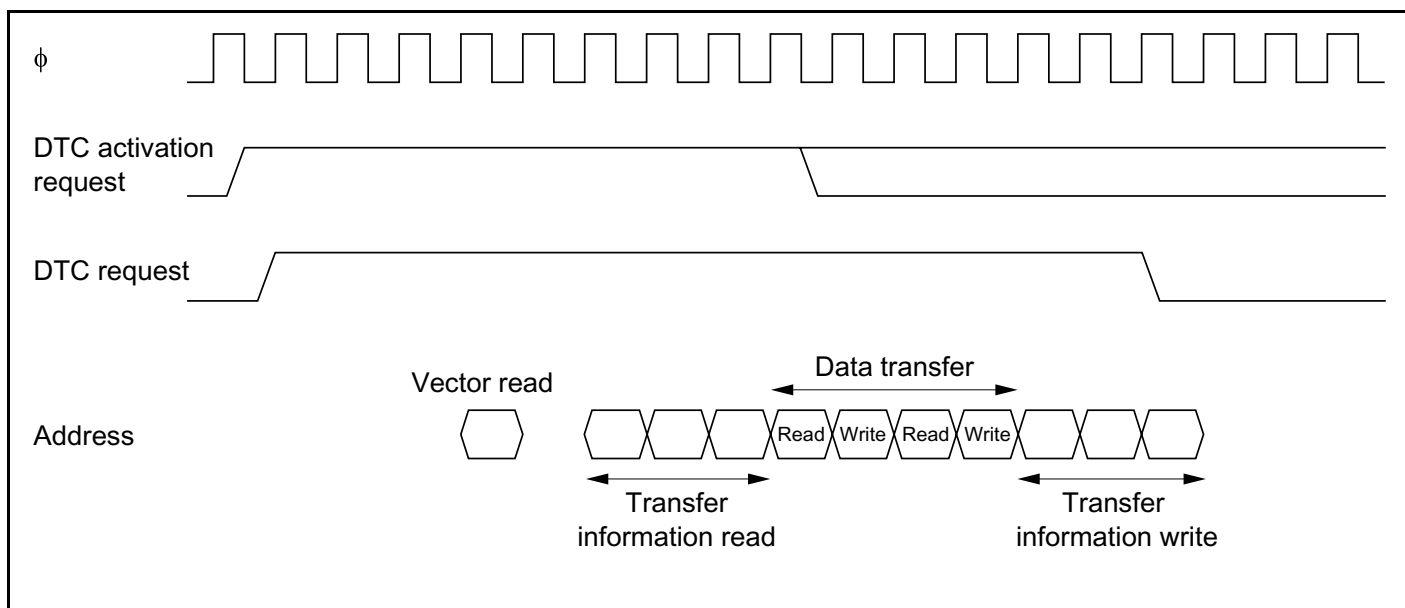 ϕ
DTC activation
request
DTC request
Data transfer
Vector read
Address
Read Write Read Write
Transfer
information read
Transfer
information write